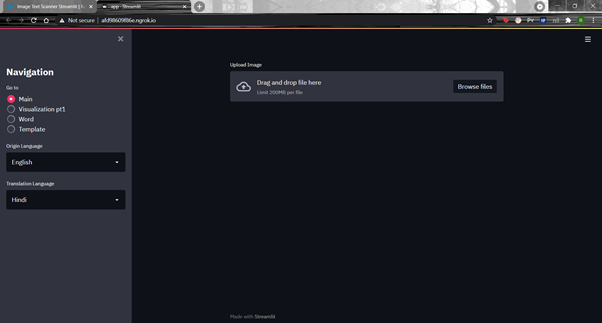 Image Text Scanner Streamlit |
app · Streamlit
Not secure | afd98609f86e.ngrok.io
Navigation
Go to
Main
Visualization pt1
Word
Template
Origin Language
English
Translation Language
Hindi
Upload Image
Drag and drop file here
Limit 200MB per file
Browse files
Made with Streamlit